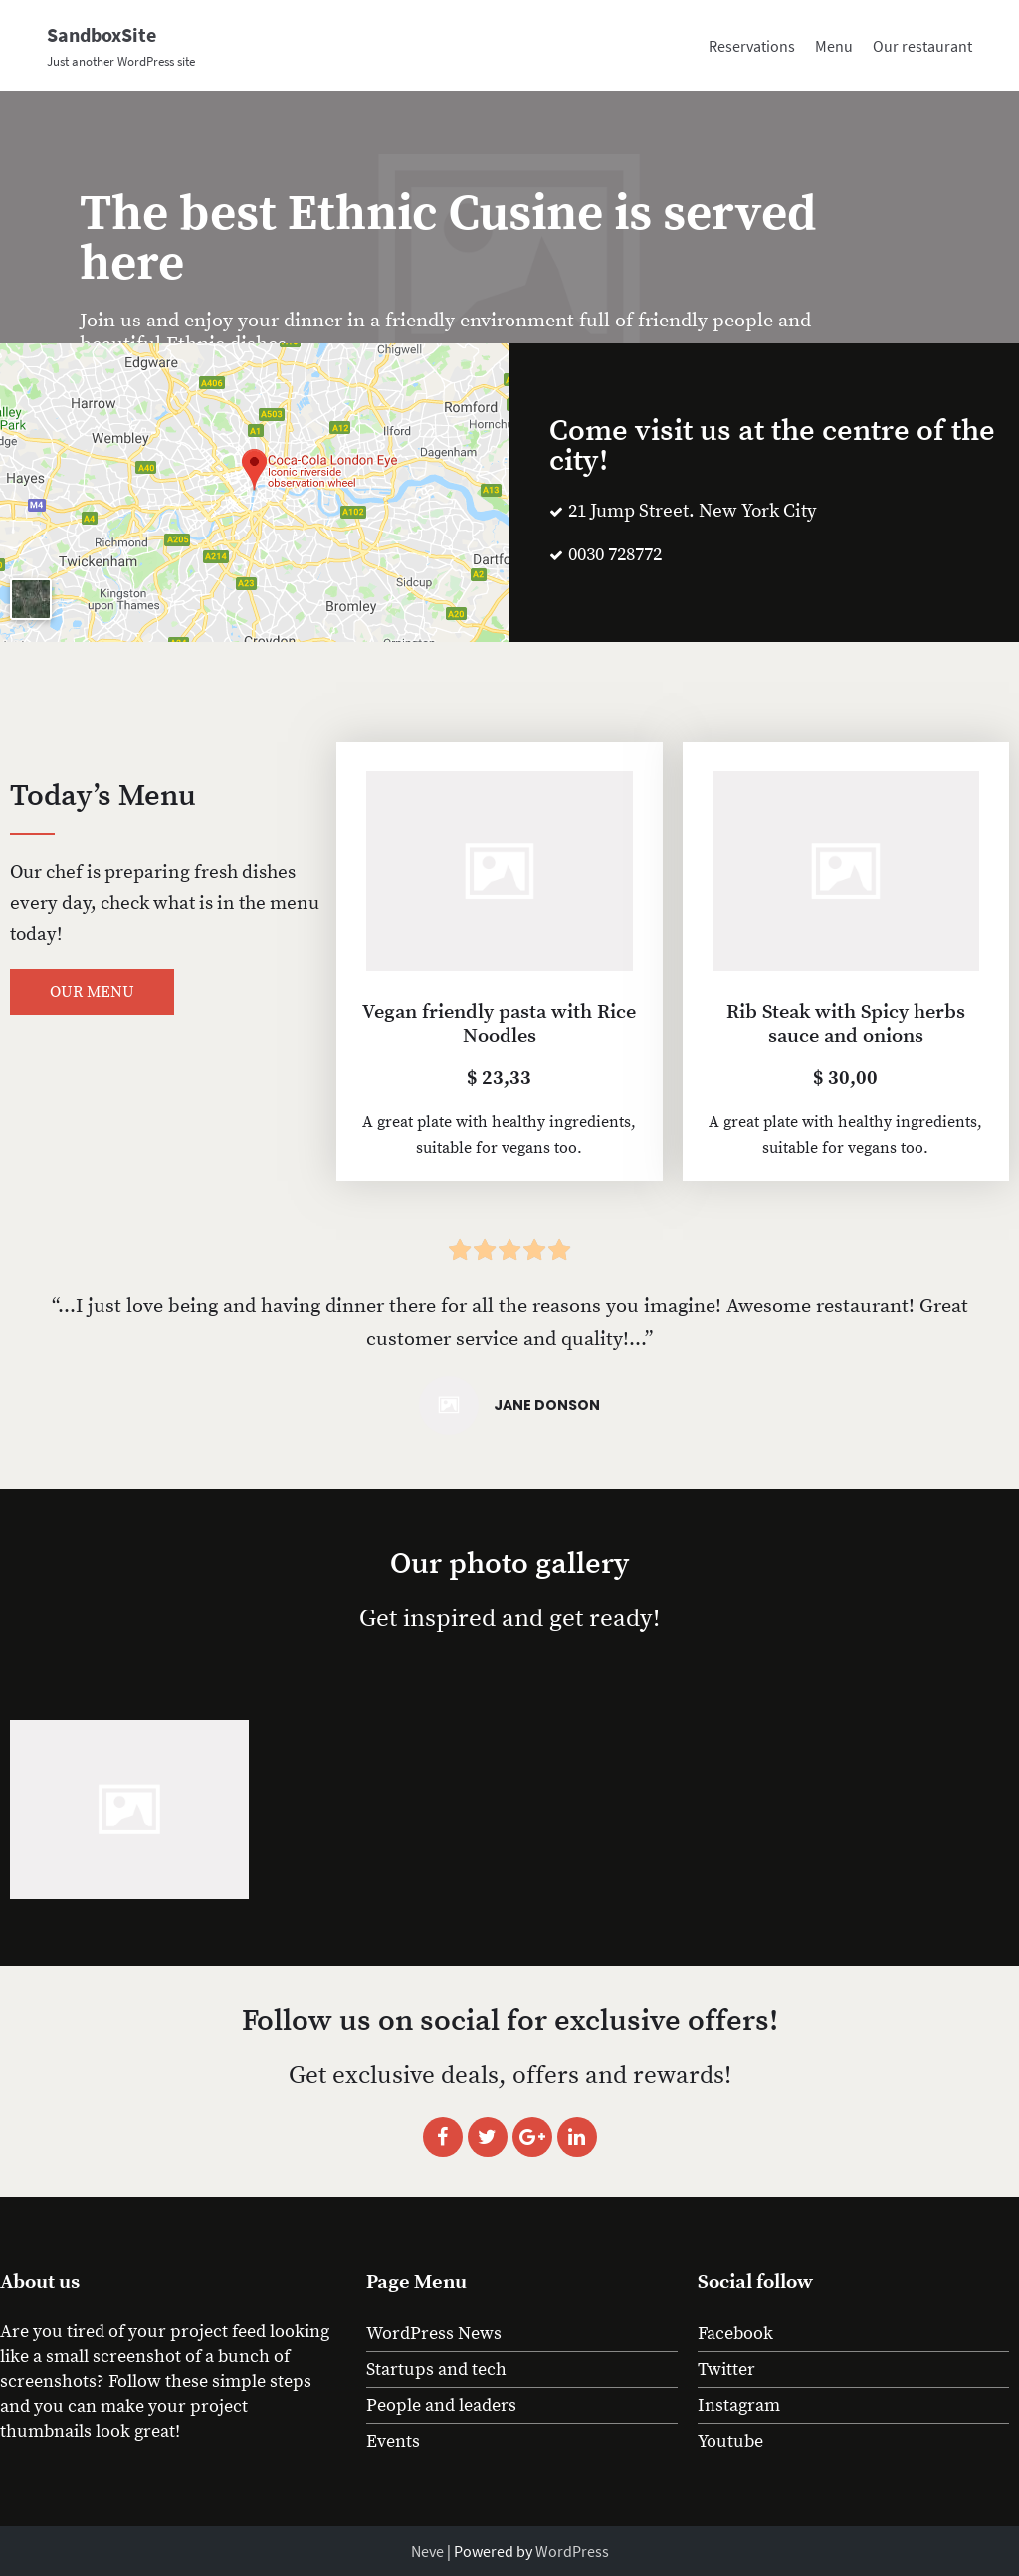 SandboxSite
Just another WordPress site
Reservations Menu Our restaurant
The best Ethnic Cusine is served
here
Join us and enjoy your dinner in a friendly environment full of friendly people and
beautiful Ethnic dishes
Chigwell
Edgware
A406
Harrow
A503
Romford
Hornchu
A1
A12
Ilford
Wembley
Dagenham
A40
Coca-Cola London Eye
Iconic riverside
observation wheel
Hayes
M4
A4
A13
A102
Richmond
A205
Twickenham
A214
Dartfo
A2
Sidcup
A23
Kingston
upon Thames
Bromley
A20
Croydon
Orpington
Come visit us at the centre of the
city!
21 Jump Street. New York City
0030 728772
Today’s Menu
Our chef is preparing fresh dishes
every day, check what is in the menu
today!
OUR MENU
Vegan friendly pasta with Rice
Noodles
$ 23,33
A great plate with healthy ingredients,
suitable for vegans too.
Rib Steak with Spicy herbs
sauce and onions
$ 30,00
A great plate with healthy ingredients,
suitable for vegans too.
“…I just love being and having dinner there for all the reasons you imagine! Awesome restaurant! Great
customer service and quality!…”
JANE DONSON
Our photo gallery
Get inspired and get ready!
Follow us on social for exclusive offers!
Get exclusive deals, offers and rewards!
About us
Are you tired of your project feed looking
like a small screenshot of a bunch of
screenshots? Follow these simple steps
and you can make your project
thumbnails look great!
Page Menu
WordPress News
Startups and tech
People and leaders
Events
Social follow
Facebook
Twitter
Instagram
Youtube
Neve | Powered by WordPress